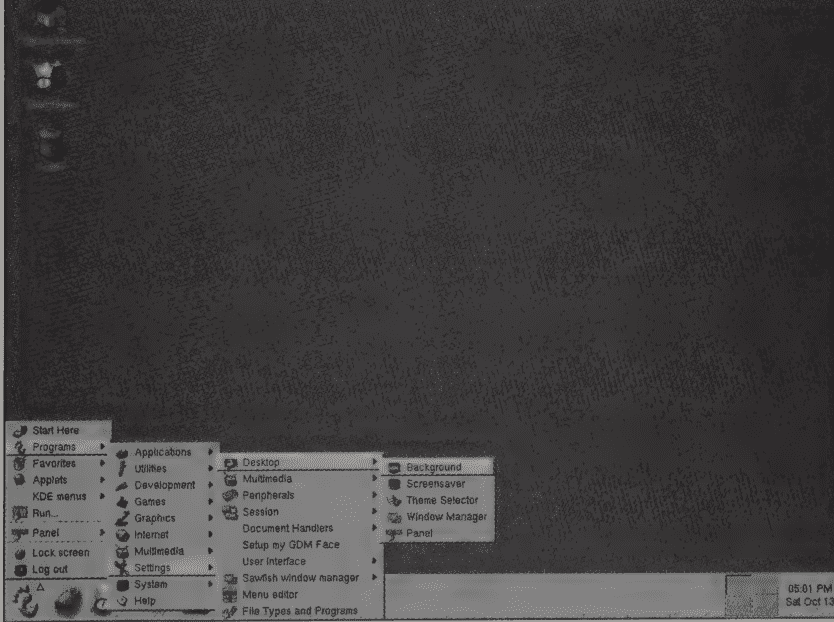 Start Here
Programs
Favorites
Applets
KDE menus
Run...
Panel
Lock screen
Log out
Applications
Utilities
Development
Games
Graphics
Internet
Multimedia
Settings
System
Help
Desktop
Multimedia
Peripherals
Session
Document Handlers
Setup my GDM Face
User Interface
Sawfish window manager
Menu editor
File Types and Programs
Background
Screensaver
Theme Selector
Window Manager
Panel
05:01 PM
Sat Oct 13